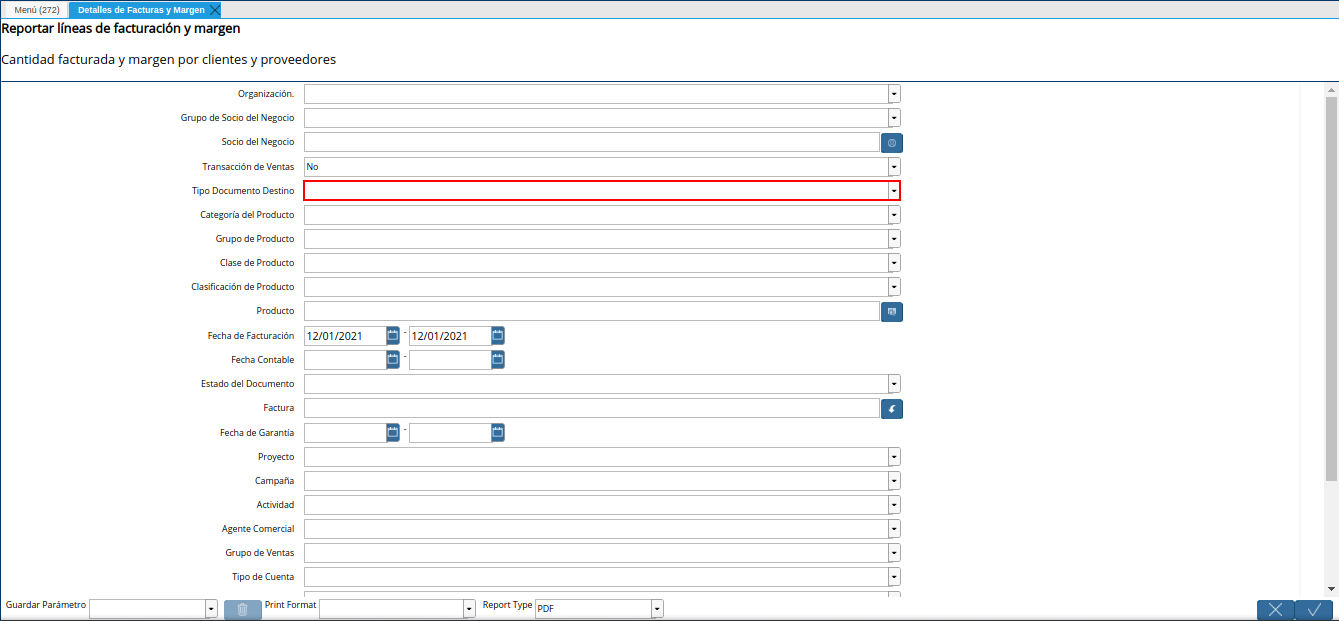 Menú (272)
Detalles de Facturas y Margen
Reportar líneas de facturación y margen
Cantidad facturada y margen por clientes y proveedores
Organización.
Grupo de Socio del Negocio
Socio del Negocio
Transacción de Ventas No
Tipo Documento Destino
Categoría del Producto
Grupo de Producto
Clase de Producto
Clasificación de Producto
Producto
Fecha de Facturación 12/01/2021 - 12/01/2021
Fecha Contable -
Estado del Documento
Factura
Fecha de Garantía -
Proyecto
Campaña
Actividad
Agente Comercial
Grupo de Ventas
Tipo de Cuenta
Guardar Parámetro Print Format Report Type PDF